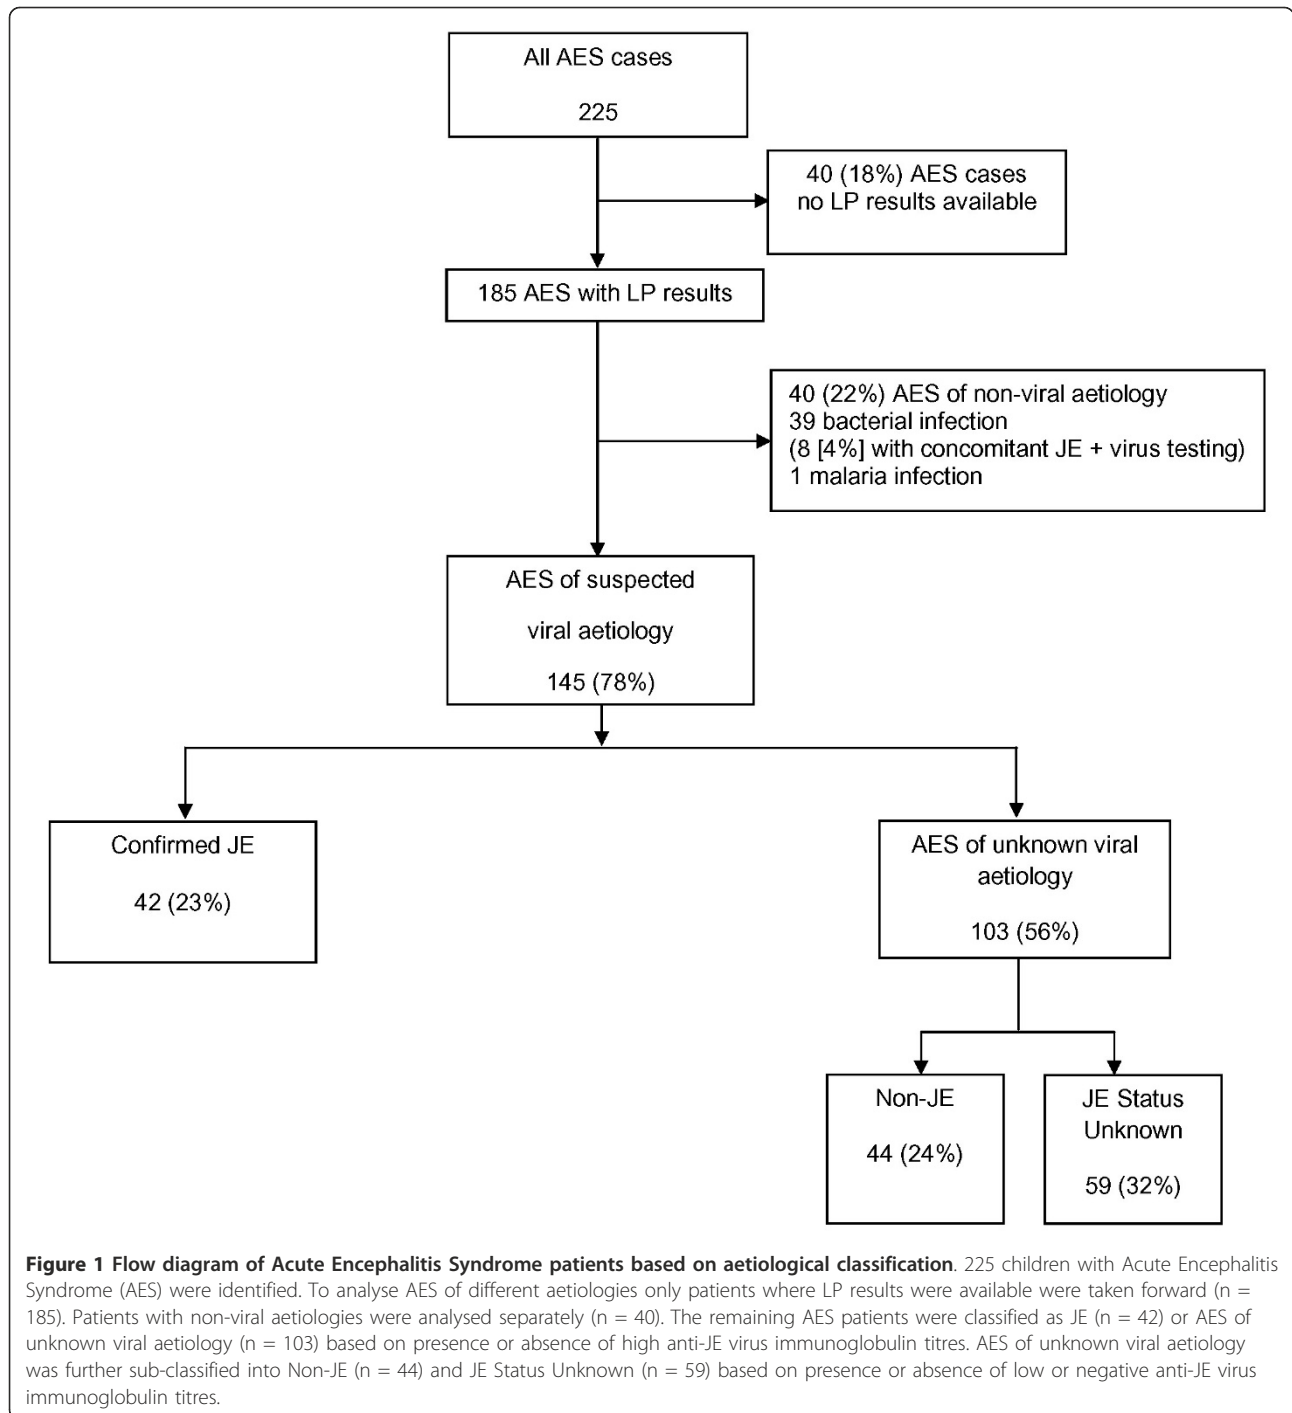 All AES cases
225
40 (18%) AES cases
no LP results available
185 AES with LP results
40 (22%) AES of non-viral aetiology
39 bacterial infection
(8 [4%] with concomitant JE + virus testing)
1 malaria infection
AES of suspected
viral aetiology
145 (78%)
Confirmed JE
42 (23%)
AES of unknown viral
aetiology
103 (56%)
Non-JE
44 (24%)
JE Status
Unknown
59 (32%)
Figure 1 Flow diagram of Acute Encephalitis Syndrome patients based on aetiological classification. 225 children with Acute Encephalitis
Syndrome (AES) were identified. To analyse AES of different aetiologies only patients where LP results were available were taken forward (n =
185). Patients with non-viral aetiologies were analysed separately (n = 40). The remaining AES patients were classified as JE (n = 42) or AES of
unknown viral aetiology (n = 103) based on presence or absence of high anti-JE virus immunoglobulin titres. AES of unknown viral aetiology
was further sub-classified into Non-JE (n = 44) and JE Status Unknown (n = 59) based on presence or absence of low or negative anti-JE virus
immunoglobulin titres.